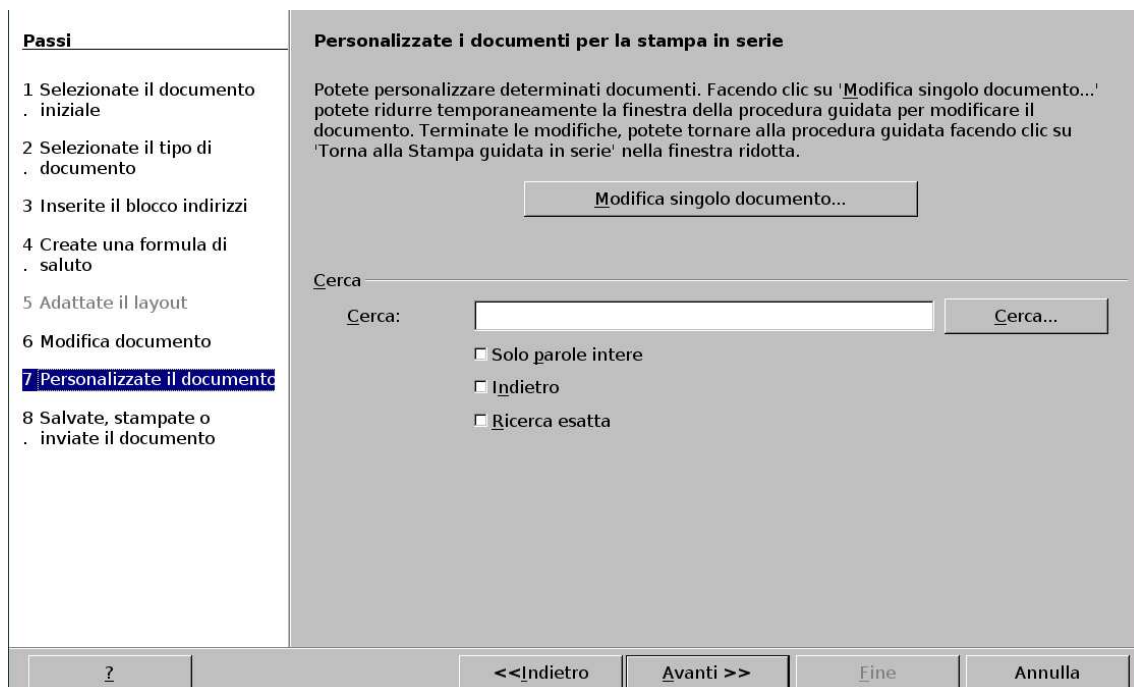 Passi
1 Selezionate il documento
. iniziale
2 Selezionate il tipo di
. documento
3 Inserite il blocco indirizzi
4 Create una formula di
. saluto
5 Adattate il layout
6 Modifica documento
7 Personalizzate il documento
8 Salvate, stampate o
. inviate il documento
Personalizzate i documenti per la stampa in serie
Potete personalizzare determinati documenti. Facendo clic su 'Modifica singolo documento...'
potete ridurre temporaneamente la finestra della procedura guidata per modificare il
documento. Terminate le modifiche, potete tornare alla procedura guidata facendo clic su
'Torna alla Stampa guidata in serie' nella finestra ridotta.
Modifica singolo documento...
Cerca
Cerca: Cerca...
Solo parole intere
Indietro
Ricerca esatta
? <<Indietro Avanti >> Fine Annulla